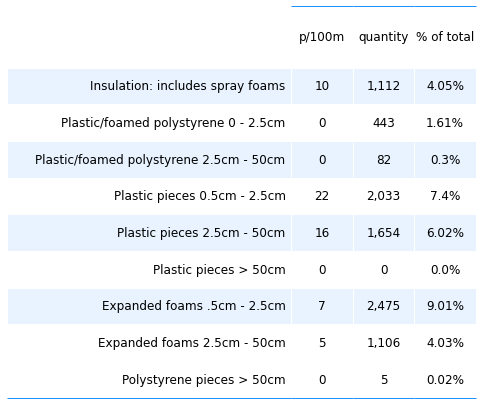 p/100m quantity % of total
Insulation: includes spray foams 10 1,112 4.05%
Plastic/foamed polystyrene 0 - 2.5cm 0 443 1.61%
Plastic/foamed polystyrene 2.5cm - 50cm 0 82 0.3%
Plastic pieces 0.5cm - 2.5cm 22 2,033 7.4%
Plastic pieces 2.5cm - 50cm 16 1,654 6.02%
Plastic pieces > 50cm 0 0 0.0%
Expanded foams .5cm - 2.5cm 7 2,475 9.01%
Expanded foams 2.5cm - 50cm 5 1,106 4.03%
Polystyrene pieces > 50cm 0 5 0.02%